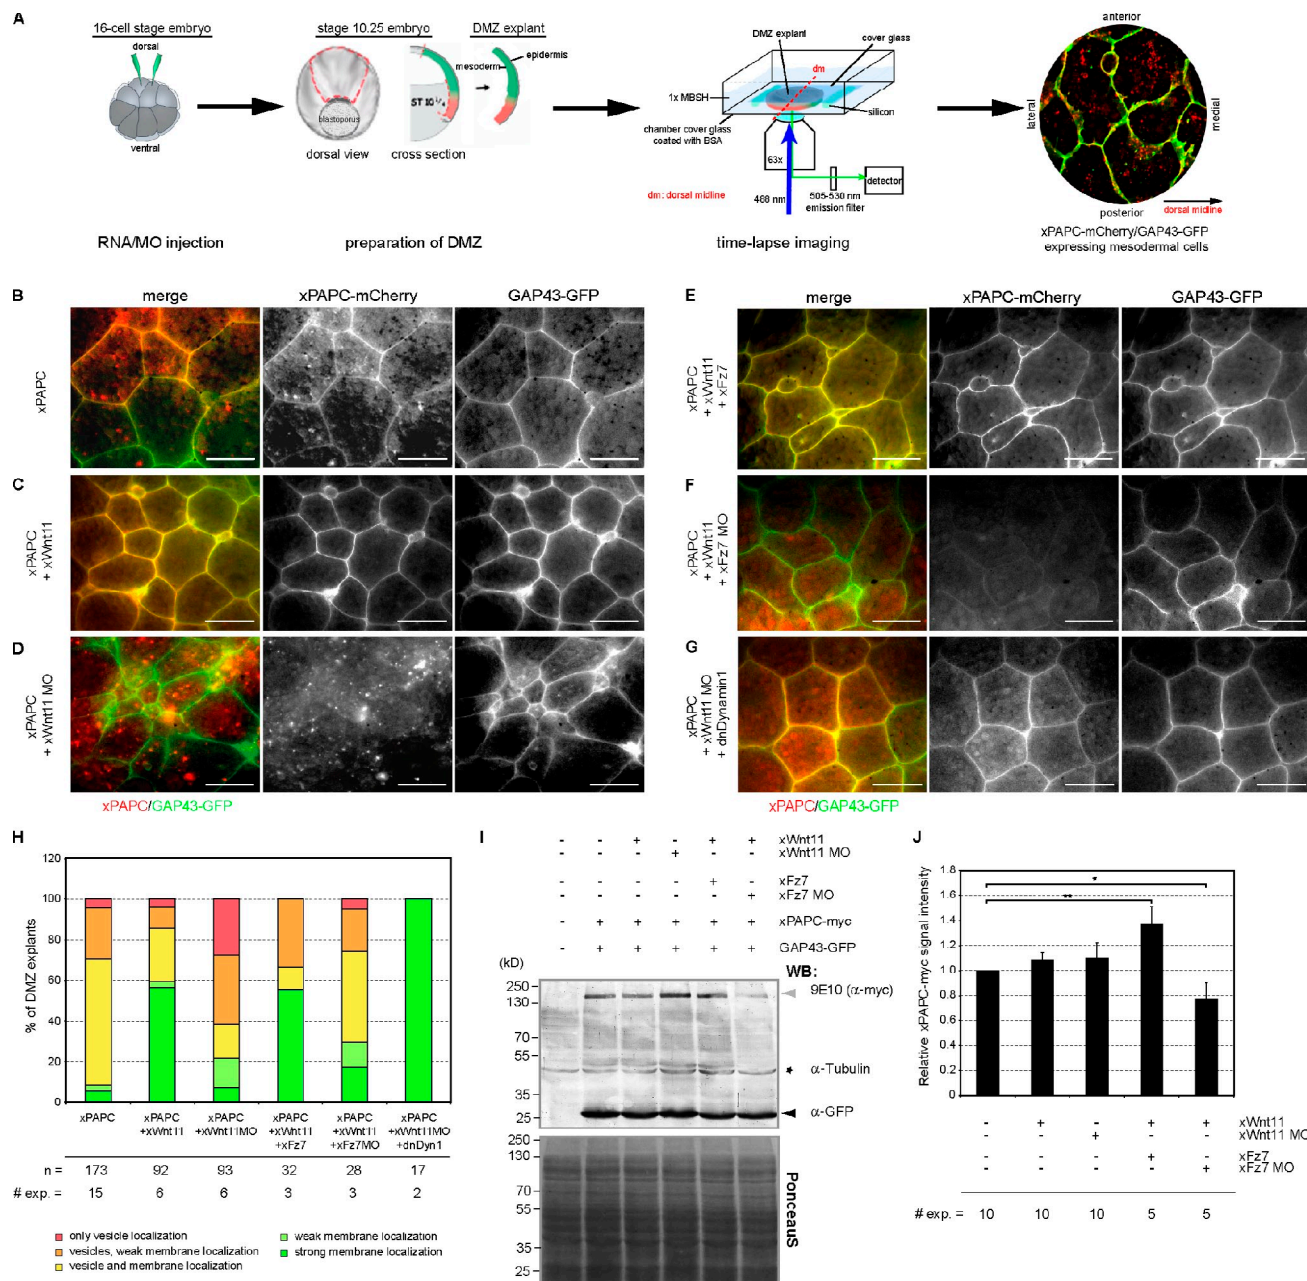 A
16-cell stage embryo
dorsal
ventral
RNA/MO injection
stage 10.25 embryo
DMZ explant
blastoporus
dorsal view
mesoderm
epidermis
ST 10 ¼
cross section
preparation of DMZ
DMZ explant
cover glass
dm
1x MBSH
silicon
chamber cover glass
coated with BSA
63x
detector
dm: dorsal midline
488 nm
505-530 nm
emission filter
time-lapse imaging
anterior
lateral
medial
posterior
dorsal midline
xPAPC-mCherry/GAP43-GFP
expressing mesodermal cells
B
merge
xPAPC-mCherry
GAP43-GFP
xPAPC
C
xPAPC
+ xWnt11
D
xPAPC
+ xWnt11 MO
xPAPC/GAP43-GFP
E
merge
xPAPC-mCherry
GAP43-GFP
xPAPC
+ xWnt11
+ xFz7
F
xPAPC
+ xWnt11
+ xFz7 MO
G
xPAPC
+ xWnt11 MO
+ dnDynamin1
xPAPC/GAP43-GFP
H
% of DMZ explants
120
100
80
60
40
20
0
xPAPC
xPAPC +xWnt11
xPAPC +xWnt11MO
xPAPC +xWnt11 +xFz7
xPAPC +xWnt11 +xFz7MO
xPAPC +xWnt11MO +dnDyn1
n = 173 92 93 32 28 17
# exp. = 15 6 6 3 3 2
only vesicle localization
vesicles, weak membrane localization
vesicle and membrane localization
weak membrane localization
strong membrane localization
I
- - + - + + xWnt11
- - - + - - xWnt11 MO
- - - - + - xFz7
- - - - - + xFz7 MO
- + + + + + xPAPC-myc
- + + + + + GAP43-GFP
(kD)
WB:
250
130
70
55
35
25
9E10 (α-myc)
α-Tubulin
α-GFP
250
130
70
55
35
25
PonceauS
J
Relative xPAPC-myc signal intensity
1.8
1.6
1.4
1.2
1.0
0.8
0.6
0.4
0.2
0
*
**
- + - + + xWnt11
- - + - - xWnt11 MO
- - - + - xFz7
- - - - + xFz7 MO
# exp. = 10 10 10 5 5